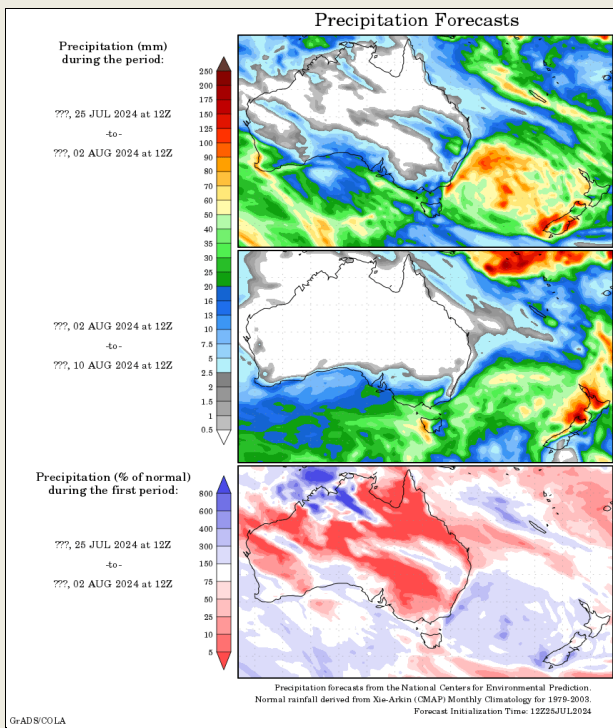 Precipitation Forecasts
Precipitation (mm)
during the period:
???, 25 JUL 2024 at 12Z
-to-
???, 02 AUG 2024 at 12Z
250
200
175
150
125
100
90
80
70
60
50
40
35
30
25
20
16
13
10
7.5
5
2.5
2
1.5
1
0.5
???, 02 AUG 2024 at 12Z
-to-
???, 10 AUG 2024 at 12Z
Precipitation (% of normal)
during the first period:
???, 25 JUL 2024 at 12Z
-to-
???, 02 AUG 2024 at 12Z
800
600
400
300
150
75
50
25
10
5
Precipitation forecasts from the National Centers for Environmental Prediction.
Normal rainfall derived from Xie-Arkin (CMAP) Monthly Climatology for 1979-2003.
Forecast Initialization Time: 12Z25JUL2024
GrADS/COLA